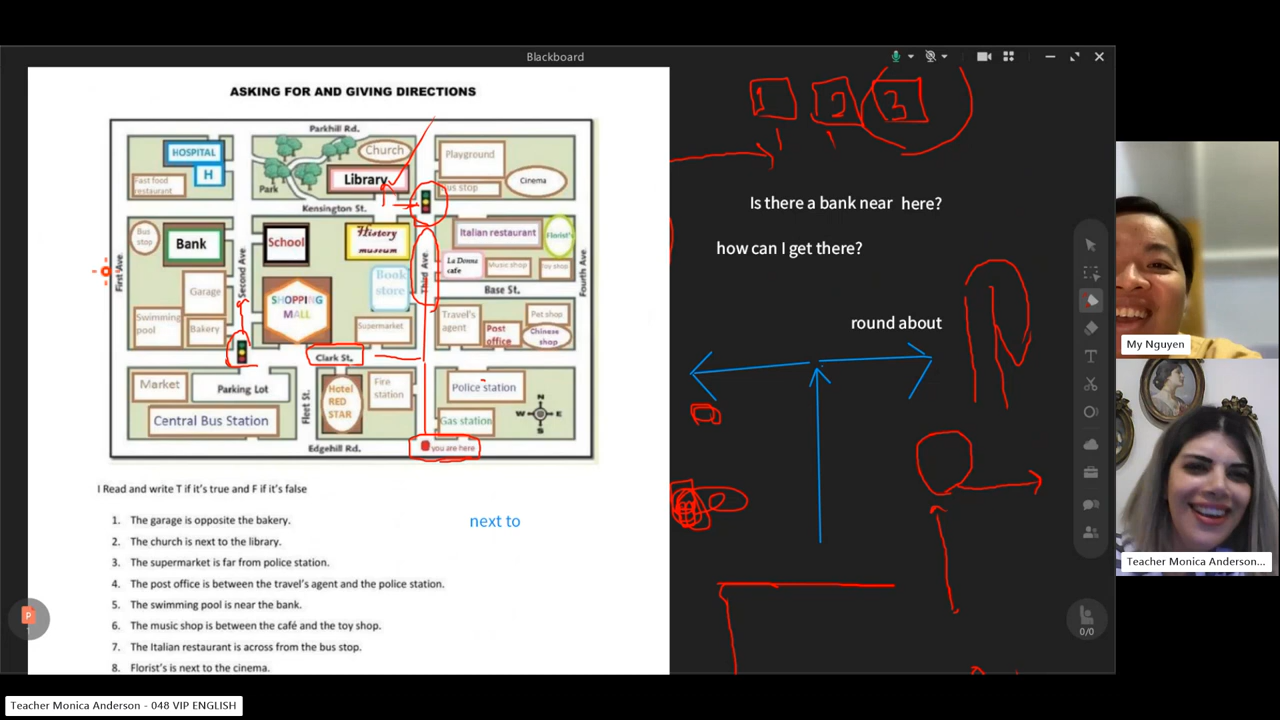 Blackboard
ASKING FOR AND GIVING DIRECTIONS
Parkhill Rd.
HOSPITAL
H
Fast food
restaurant
Park
Church
Library
Playground
us stop
Cinema
Kensington St.
Bus
stop
Bank
School
History
museum
Italian restaurant
Florist's
First Ave.
Second Ave.
Third Ave.
Fourth Ave.
La Donna
cafe
Music shop
Toy shop
Book
store
Base St.
Garage
SHOPPING
MALL
Swimming
pool
Bakery
Supermarket
Travel's
agent
Post
office
Pet shop
Chinese
shop
Clark St.
Market
Parking Lot
Central Bus Station
Fleet St.
Hotel
RED
STAR
Fire
station
Police station
Gas station
N
W
E
S
Edgehill Rd.
you are here
I Read and write T if it's true and F if it's false
1. The garage is opposite the bakery.
2. The church is next to the library.
3. The supermarket is far from police station.
4. The post office is between the travel's agent and the police station.
5. The swimming pool is near the bank.
6. The music shop is between the café and the toy shop.
7. The Italian restaurant is across from the bus stop.
8. Florist's is next to the cinema.
next to
1 2 3
Is there a bank near here?
how can I get there?
round about
0/0
P
My Nguyen
Teacher Monica Anderson...
Teacher Monica Anderson - 048 VIP ENGLISH